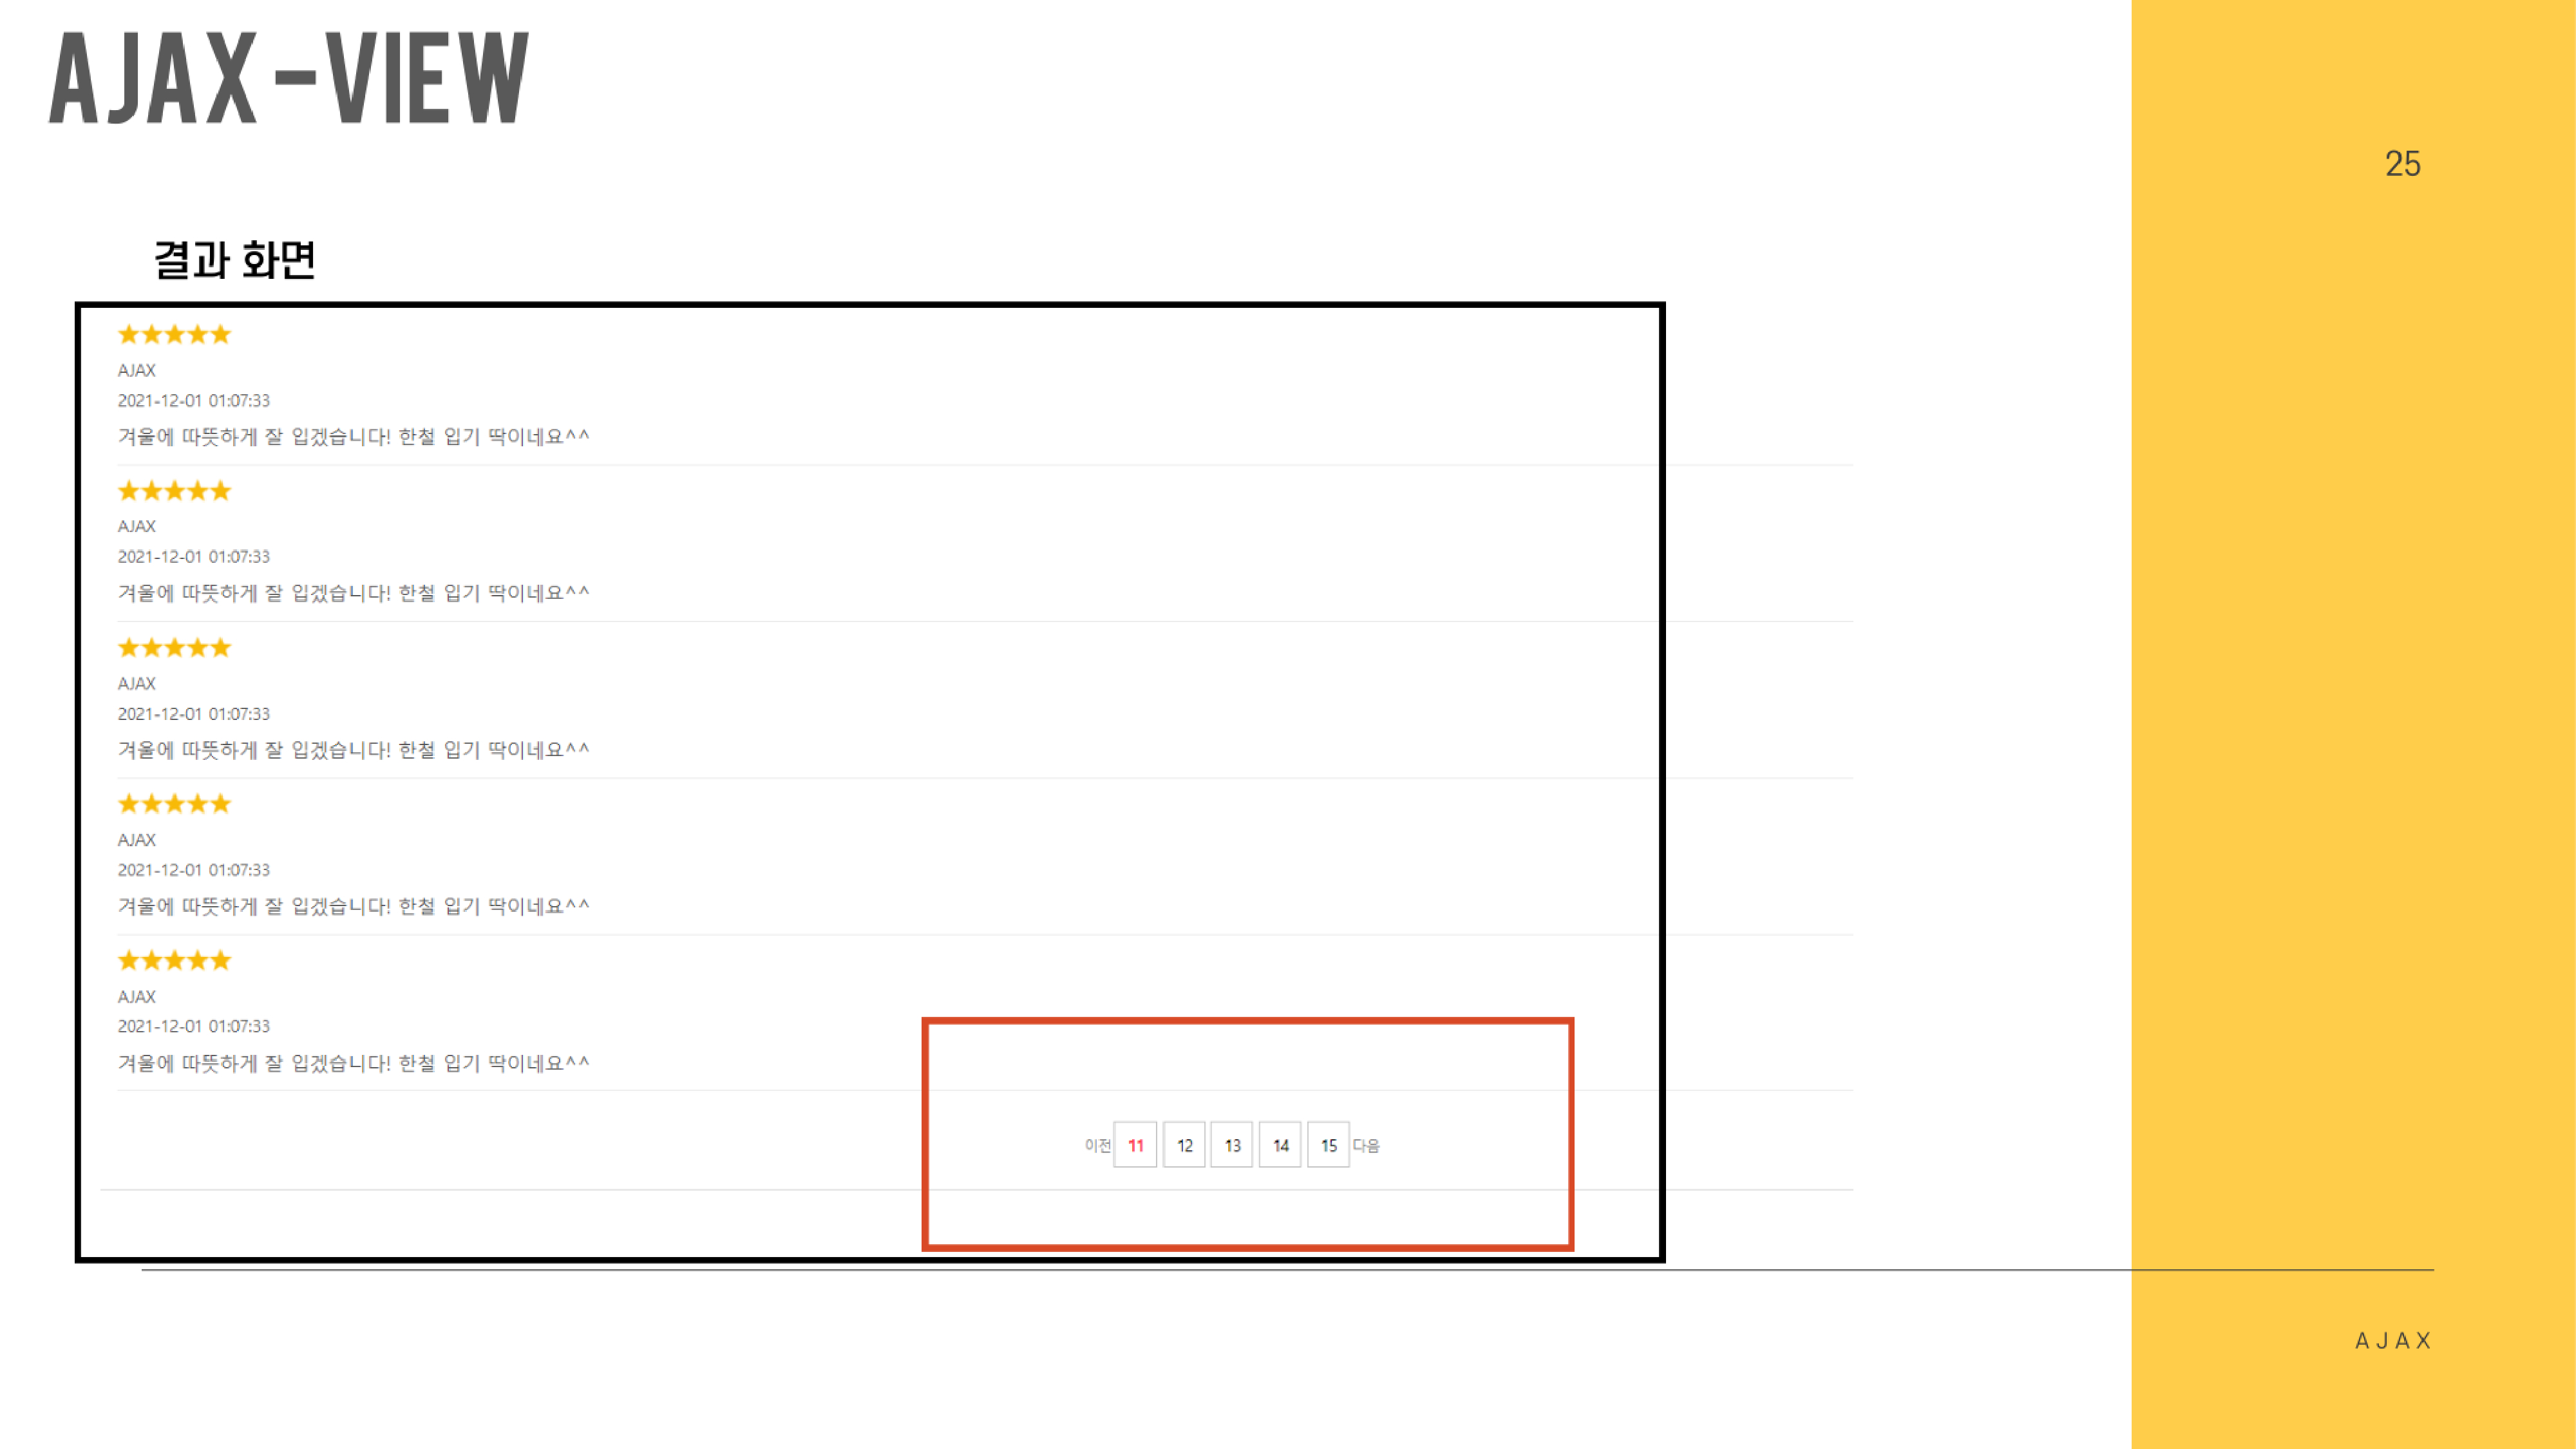 AJAX-VIEW
25
결과 화면
★★★★★
AJAX
2021-12-01 01:07:33
겨울에 따뜻하게 잘 입겠습니다! 한철 입기 딱이네요^^
★★★★★
AJAX
2021-12-01 01:07:33
겨울에 따뜻하게 잘 입겠습니다! 한철 입기 딱이네요^^
★★★★★
AJAX
2021-12-01 01:07:33
겨울에 따뜻하게 잘 입겠습니다! 한철 입기 딱이네요^^
★★★★★
AJAX
2021-12-01 01:07:33
겨울에 따뜻하게 잘 입겠습니다! 한철 입기 딱이네요^^
★★★★★
AJAX
2021-12-01 01:07:33
겨울에 따뜻하게 잘 입겠습니다! 한철 입기 딱이네요^^
이전 11 12 13 14 15 다음
AJAX